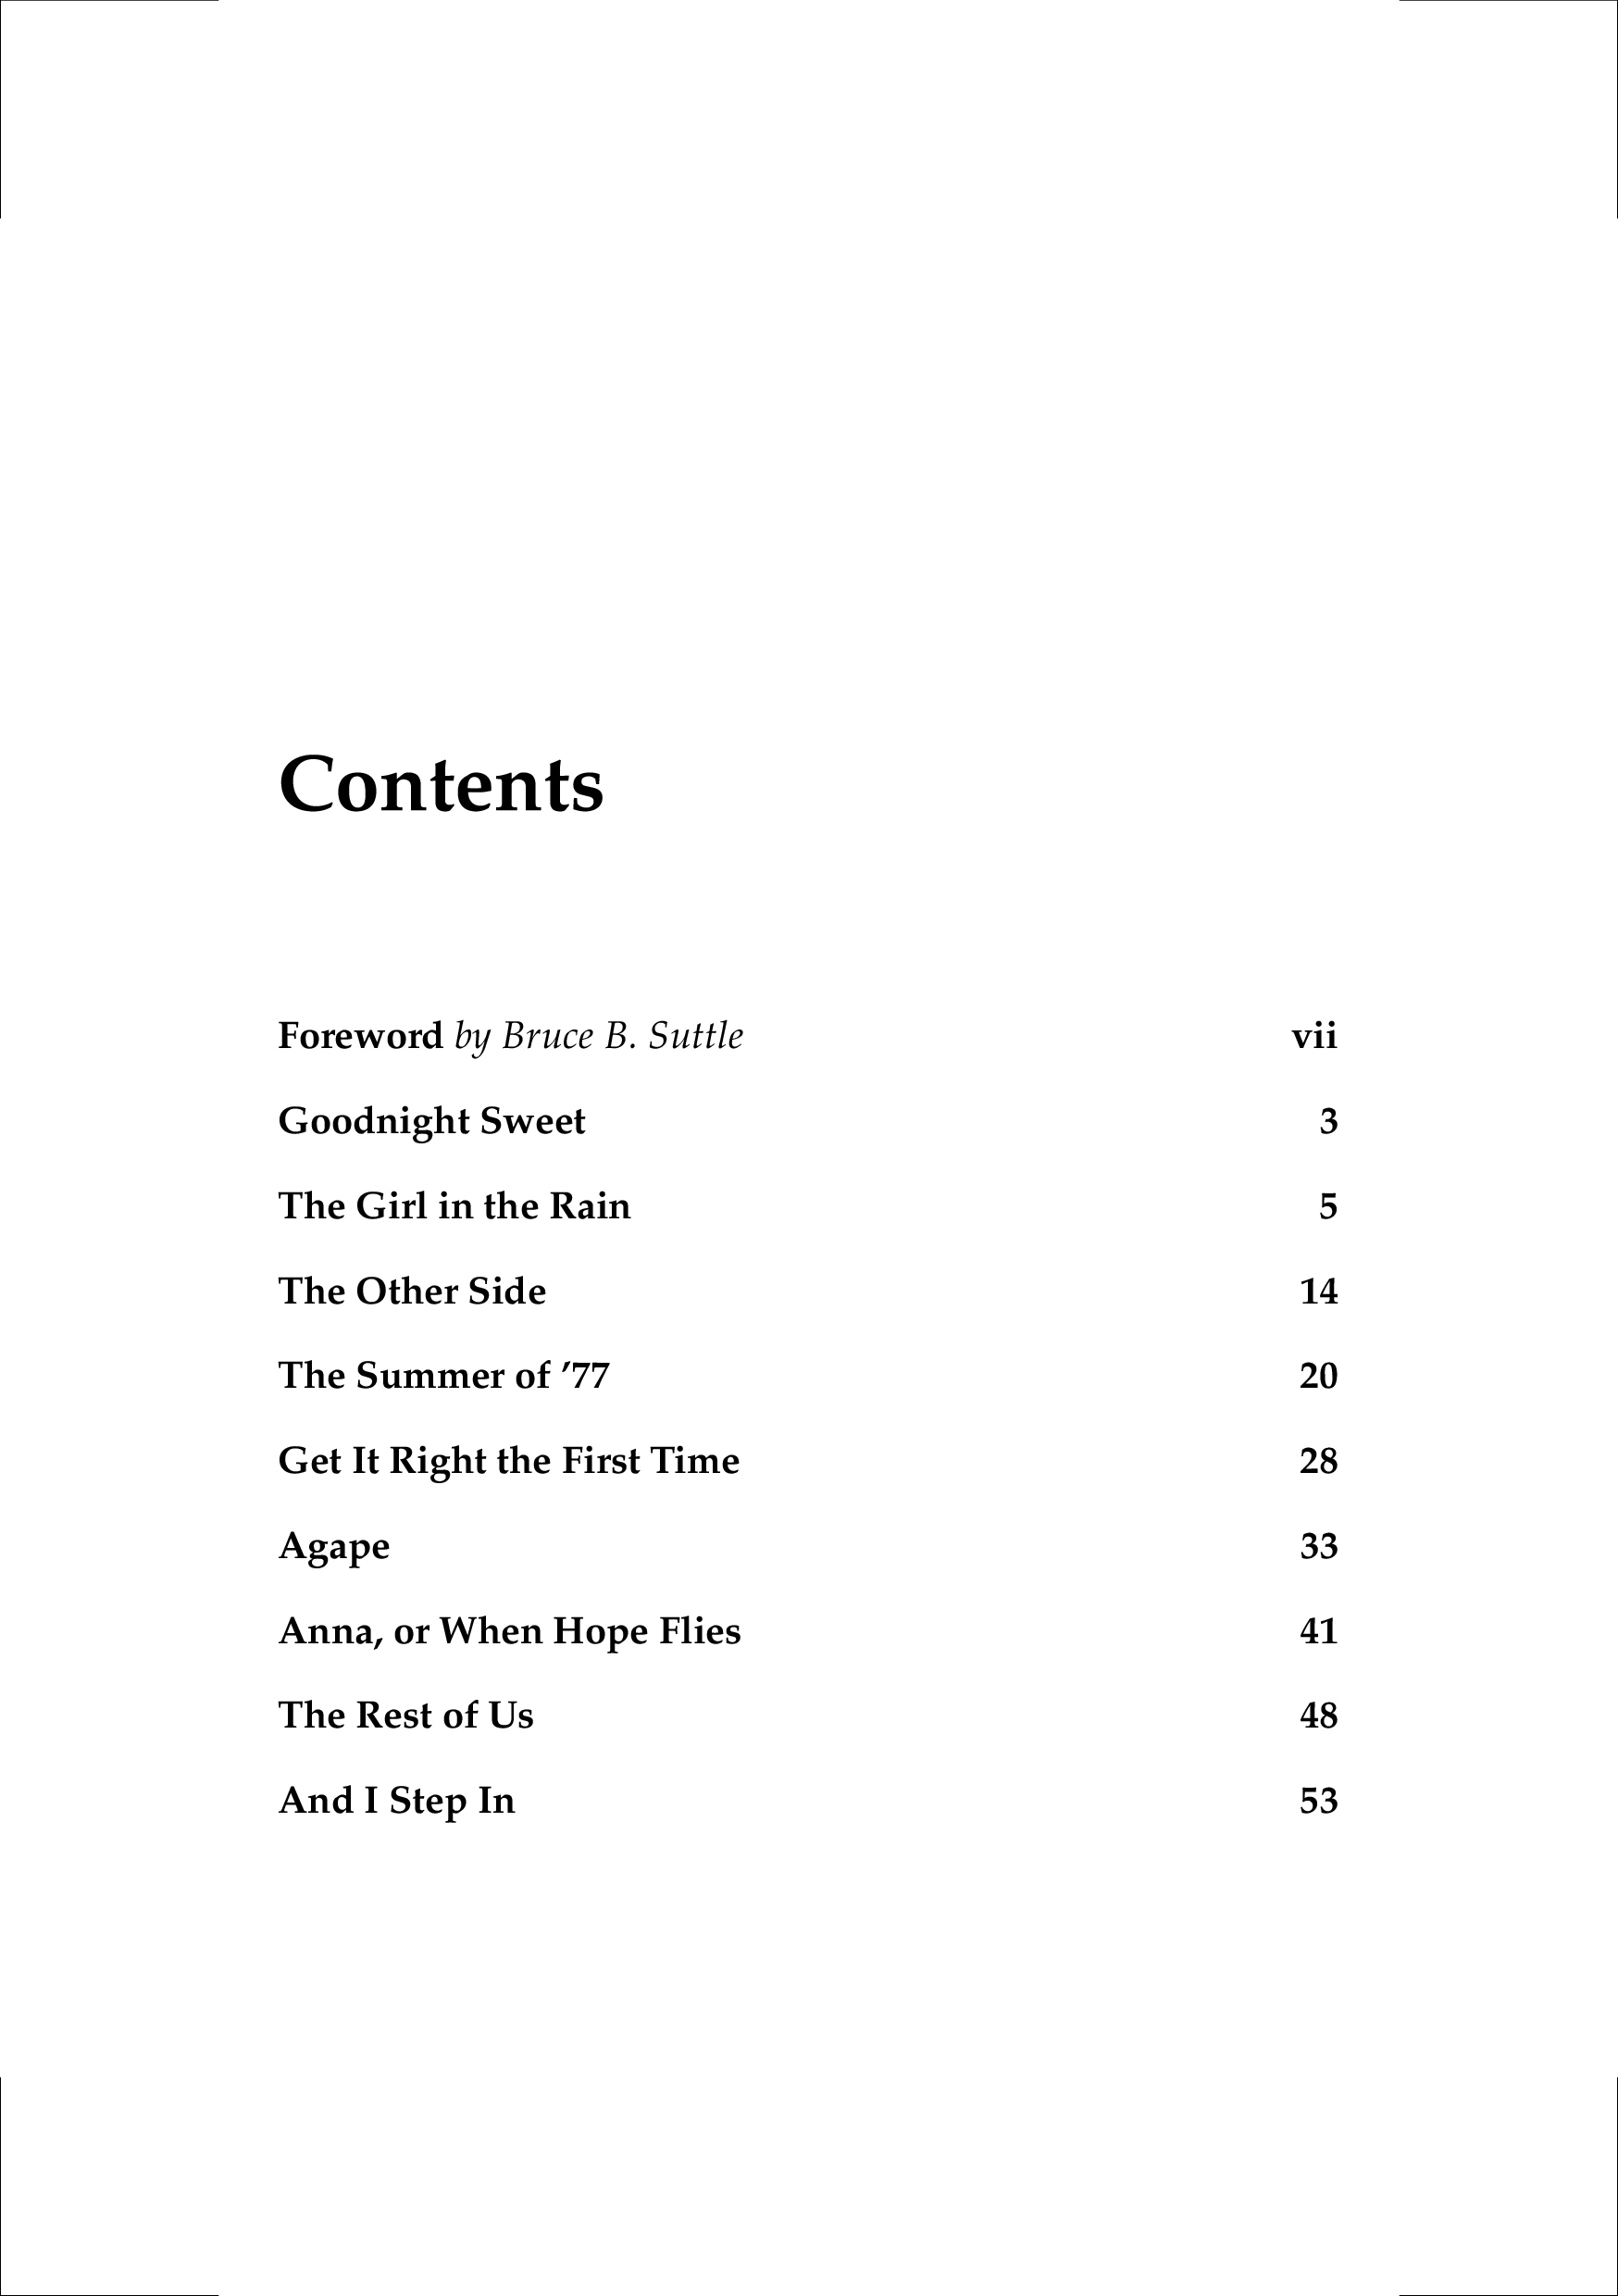 Contents
Foreword by Bruce B. Suttle vii
Goodnight Sweet 3
The Girl in the Rain 5
The Other Side 14
The Summer of ’77 20
Get It Right the First Time 28
Agape 33
Anna, or When Hope Flies 41
The Rest of Us 48
And I Step In 53